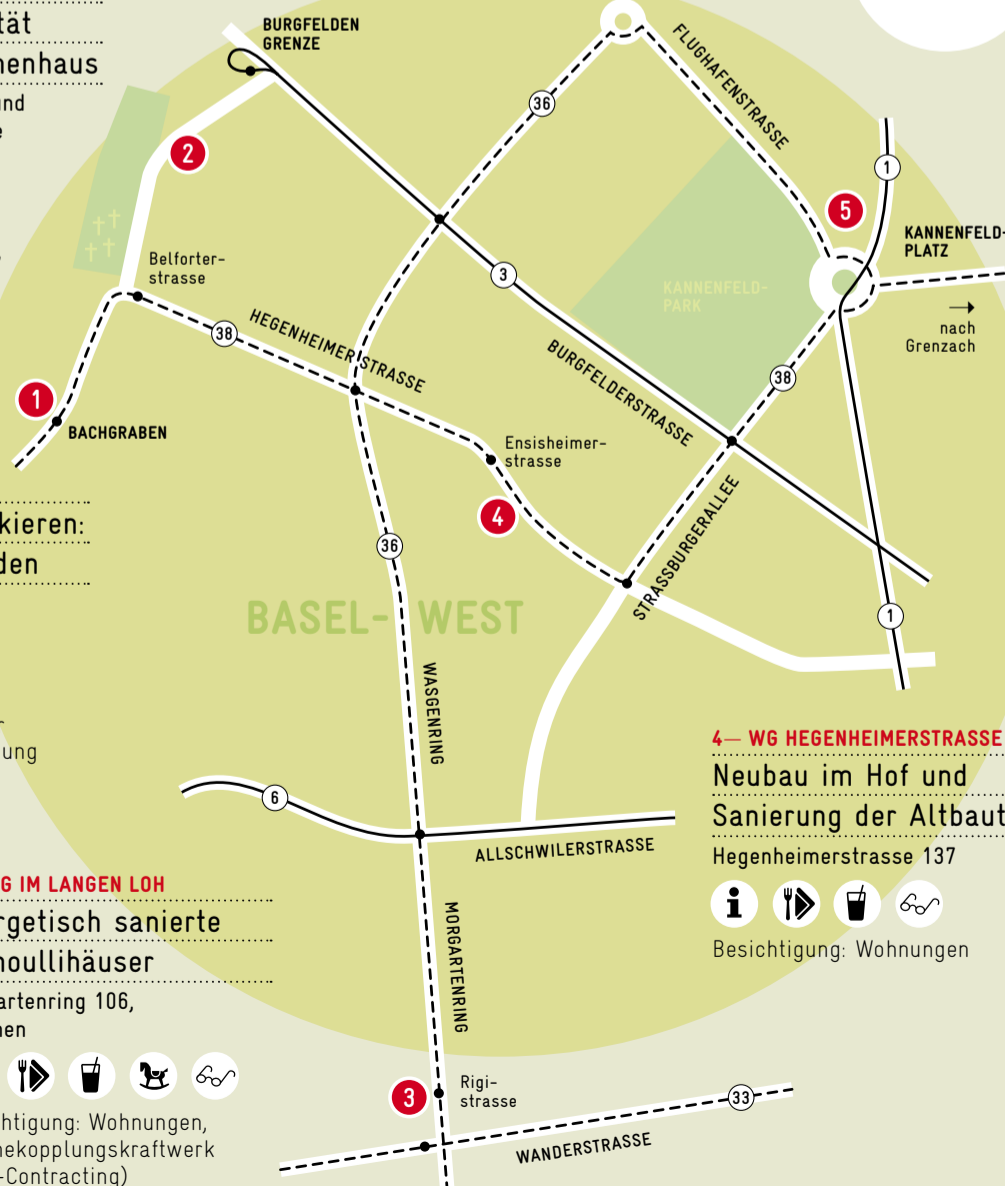 tät
nenhaus
und
e
BURGFELDEN
GRENZE
FLUGHAFENSTRASSE
36
2
1
5
KANNENFELD-
PLATZ
Belforter-
strasse
3
KANNENFELD-
PARK
→
nach
Grenzach
38
HEGENHEIMER STRASSE
BURGFELDERSTRASSE
38
1
BACHGRABEN
Ensisheimer-
strasse
4
kieren:
den
36
STRASSBURGERALLEE
BASEL- WEST
1
WASGENRING
ung
4— WG HEGENHEIMERSTRASSE
Neubau im Hof und
Sanierung der Altbaut
Hegenheimerstrasse 137
i
Besichtigung: Wohnungen
6
ALLSCHWILERSTRASSE
G IM LANGEN LOH
rgetisch sanierte
noullihäuser
artenring 106,
nen
MORGARTENRING
chtigung: Wohnungen,
nekopplungskraftwerk
-Contracting)
3
Rigi-
strasse
33
WANDERSTRASSE